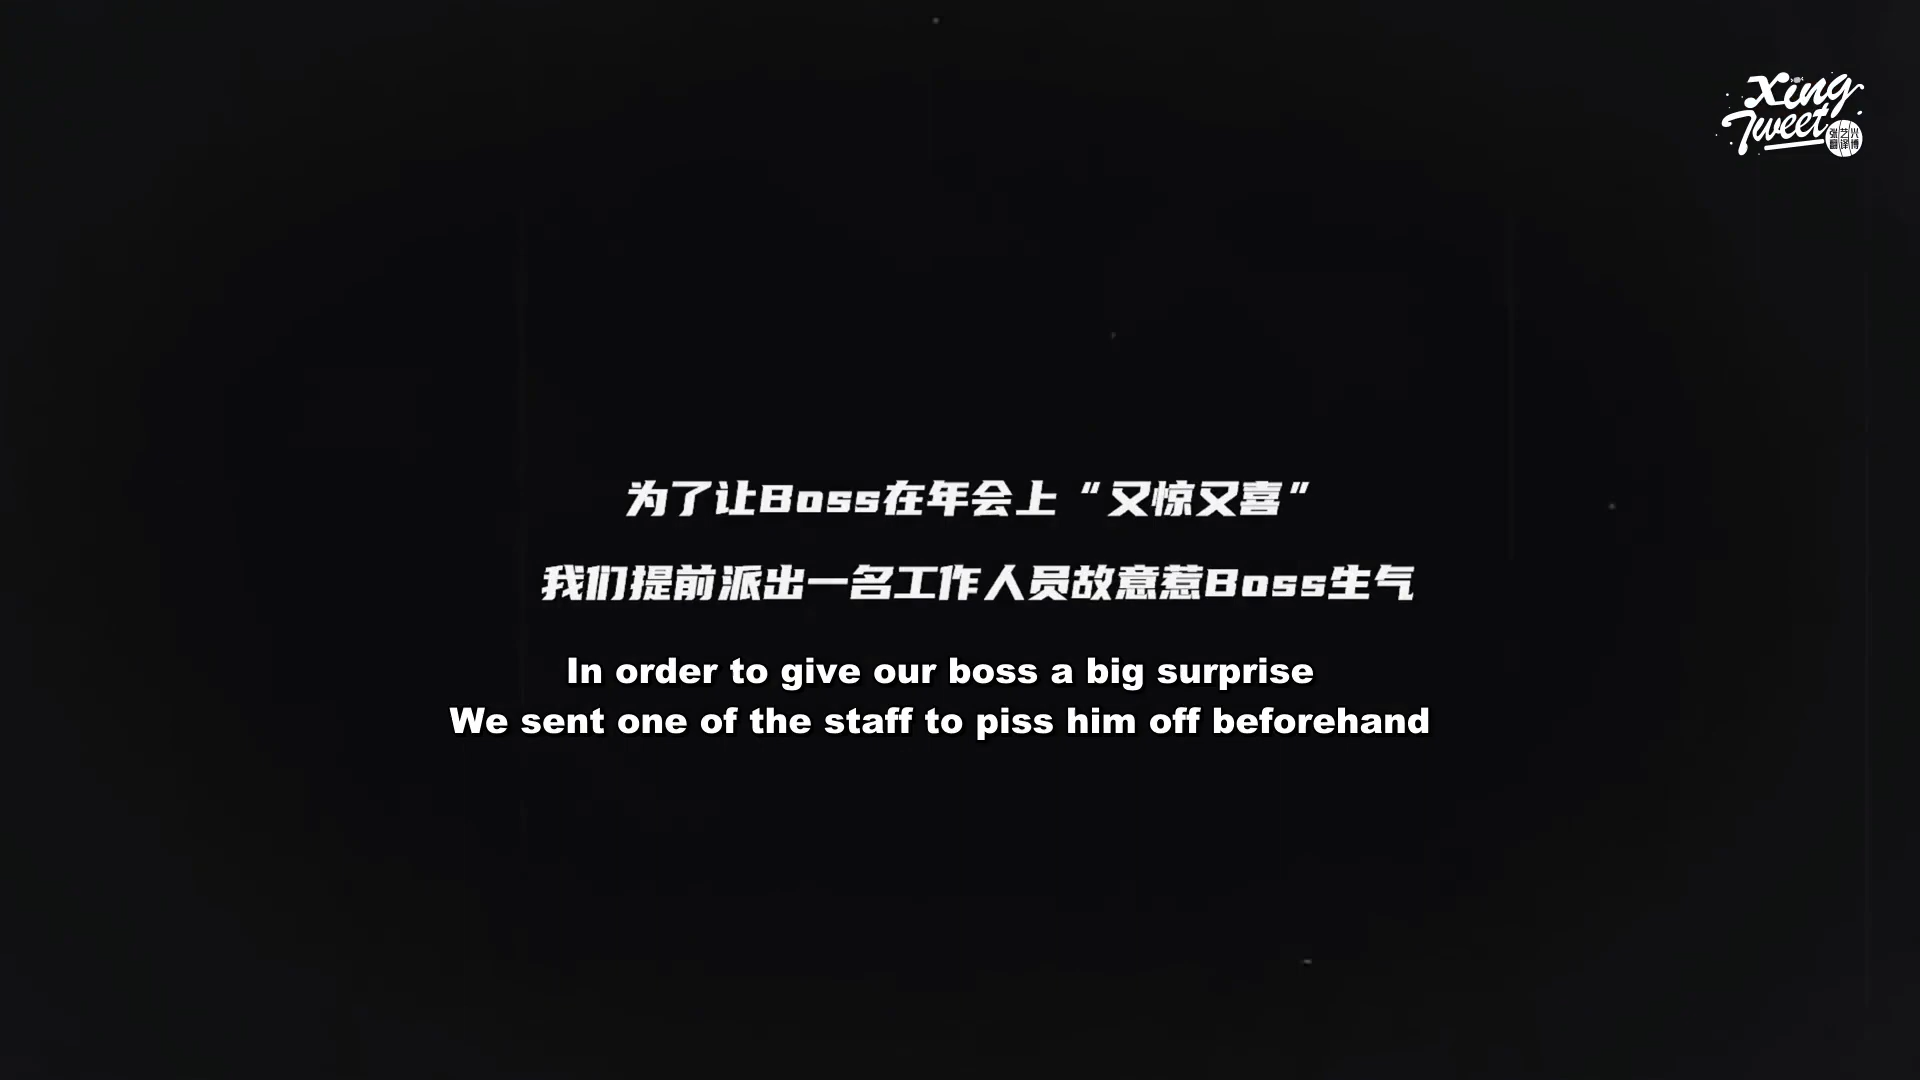 Xing
Tweet
张艺兴
为了让Boss在年会上“又惊又喜”
我们提前派出一名工作人员故意惹Boss生气
In order to give our boss a big surprise
We sent one of the staff to piss him off beforehand